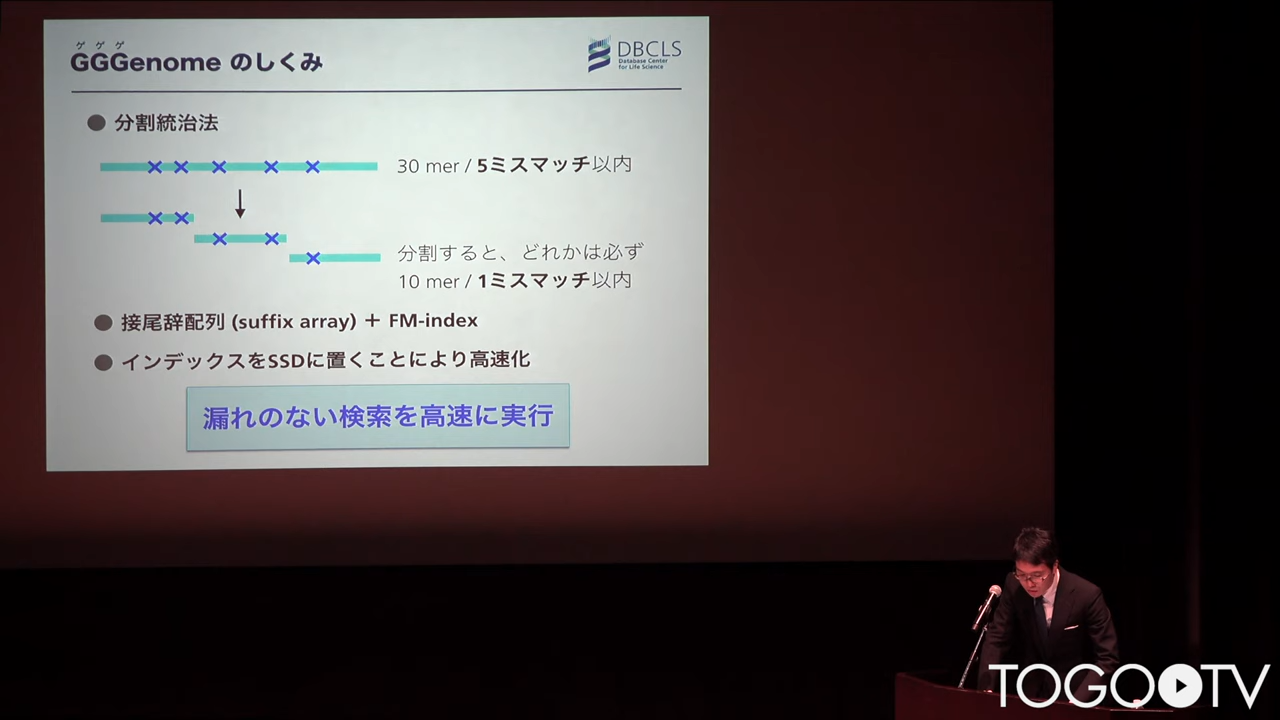 ゲゲゲ
GGGenome のしくみ
DBCLS
Database Center
for Life Science
● 分割統治法
30 mer / 5ミスマッチ以内
分割すると、どれかは必ず
10 mer / 1ミスマッチ以内
● 接尾辞配列 (suffix array) ＋ FM-index
● インデックスをSSDに置くことにより高速化
漏れのない検索を高速に実行
TOGOTV